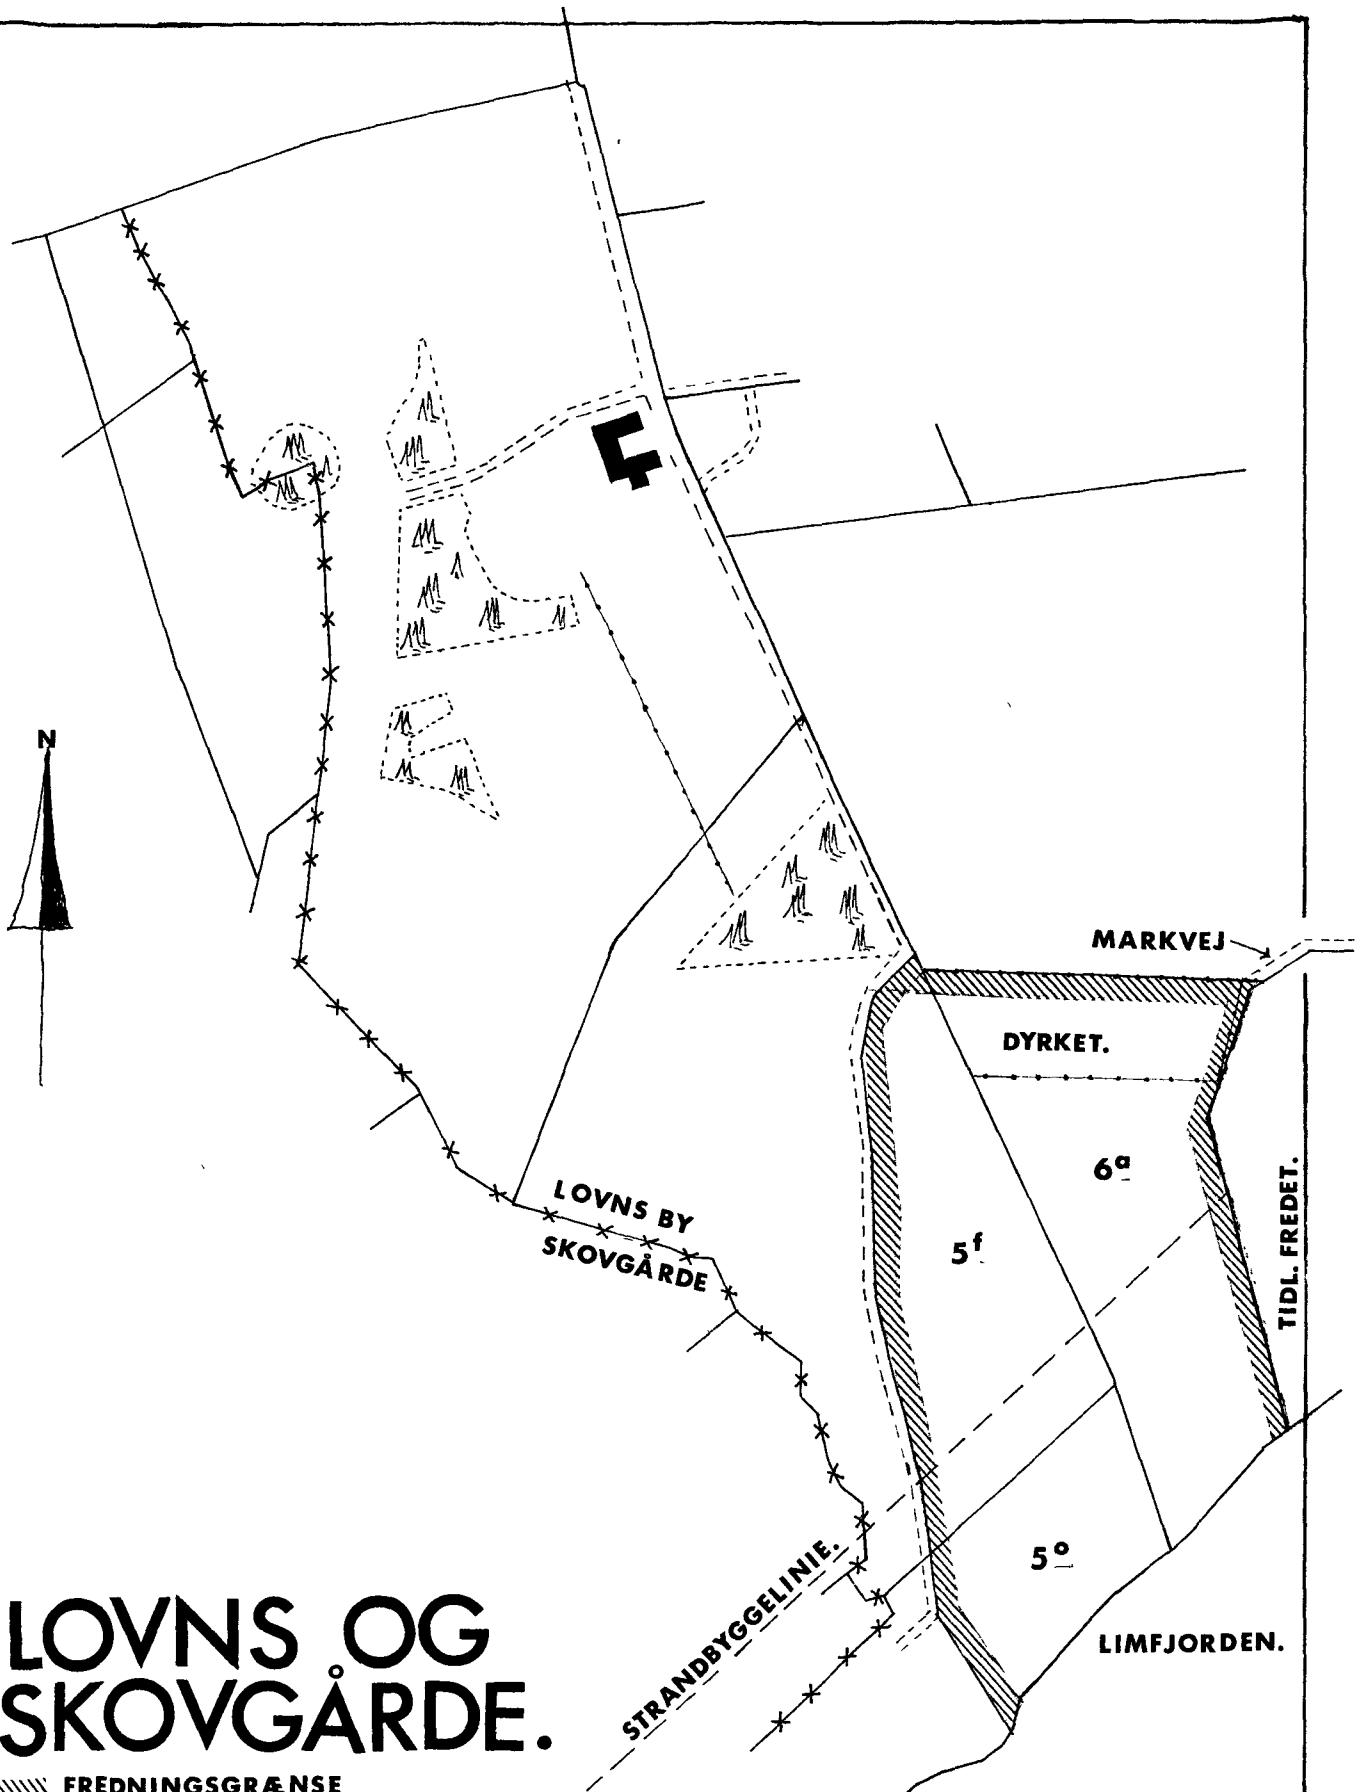 N
MARKVEJ
DYRKET.
6a
TIDL. FREDET.
5f
LOVNS BY
SKOVGÅRDE
5o
STRANDBYGGELINIE.
LIMFJORDEN.
LOVNS OG
SKOVGÅRDE.
FREDNINGSGRÆNSE